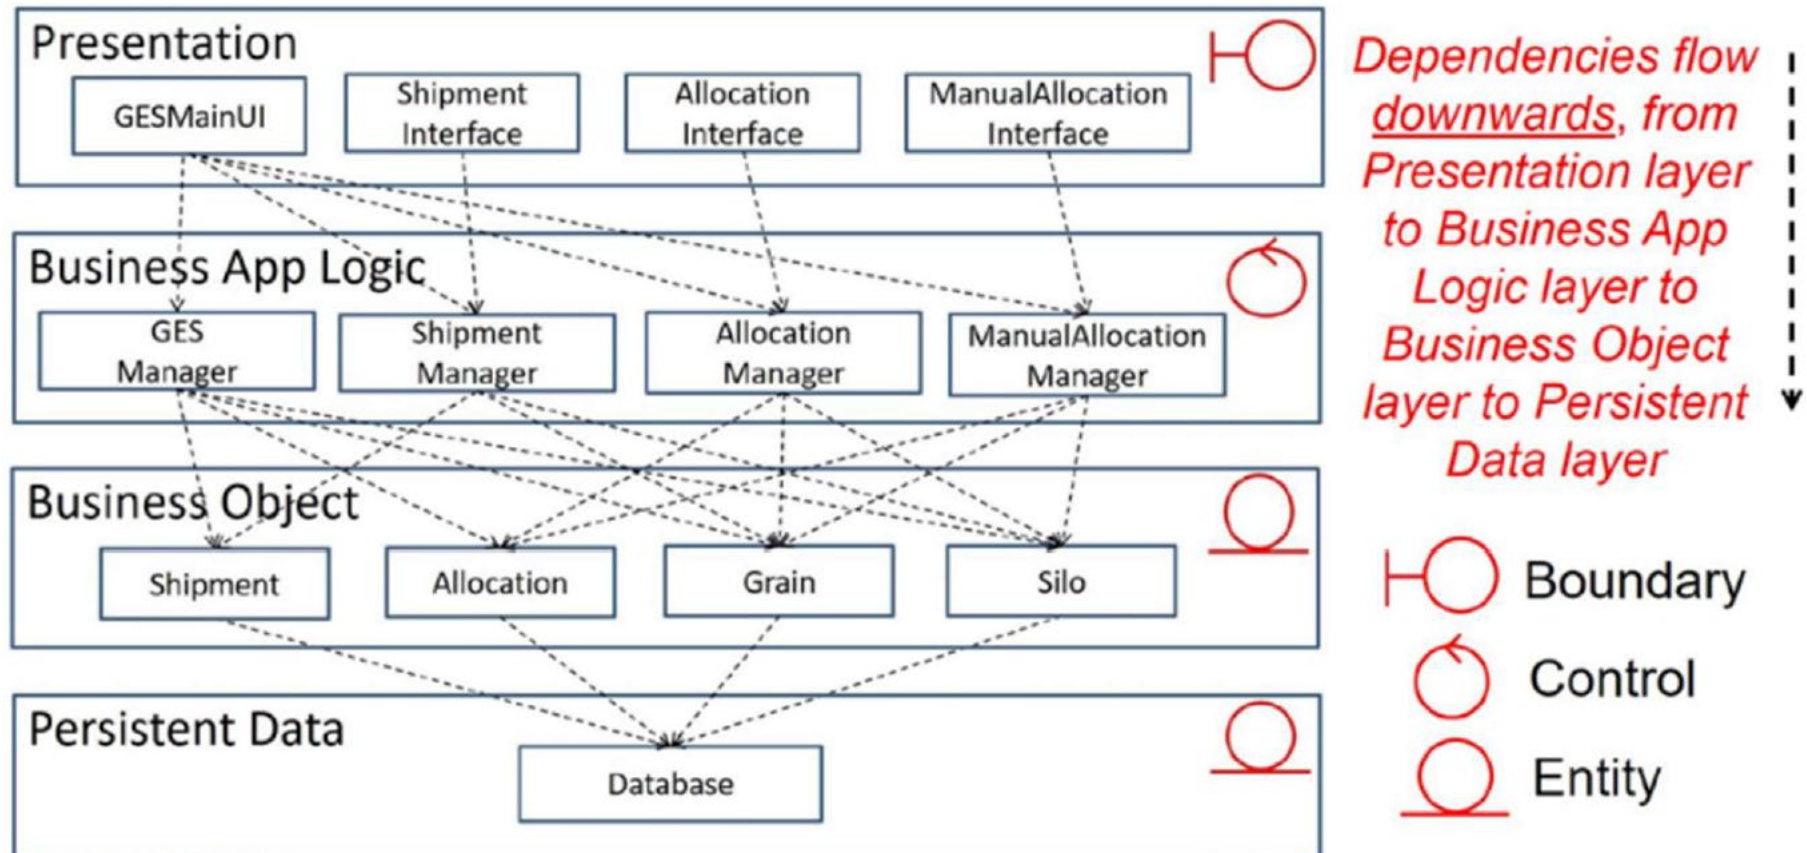 Presentation
GESMainUI
Shipment
Interface
Allocation
Interface
ManualAllocation
Interface
Business App Logic
GES
Manager
Shipment
Manager
Allocation
Manager
ManualAllocation
Manager
Business Object
Shipment
Allocation
Grain
Silo
Persistent Data
Database
Dependencies flow
downwards, from
Presentation layer
to Business App
Logic layer to
Business Object
layer to Persistent
Data layer
Boundary
Control
Entity